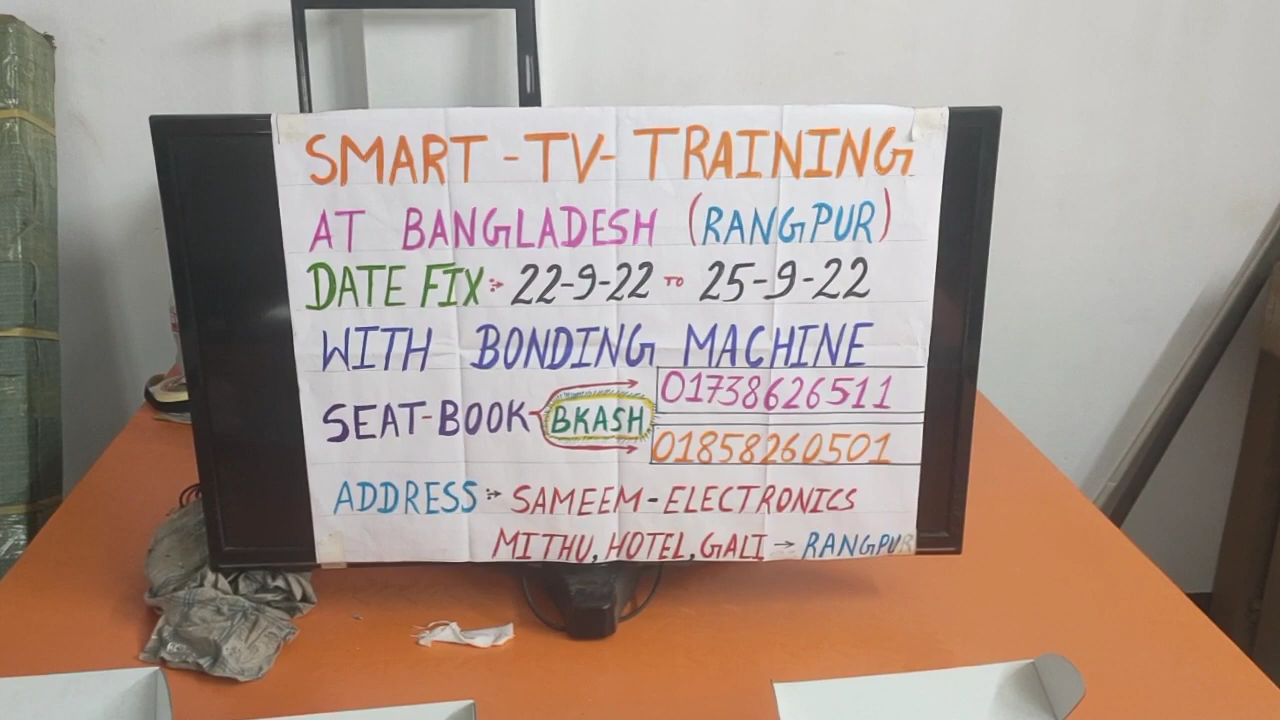 SMART-TV-TRAINING
AT BANGLADESH (RANGPUR)
DATE FIX:- 22-9-22 TO 25-9-22
WITH BONDING MACHINE
SEAT-BOOK BKASH 01738626511
01858260501
ADDRESS:- SAMEEM-ELECTRONICS
MITHU, HOTEL, GALI → RANGPUR